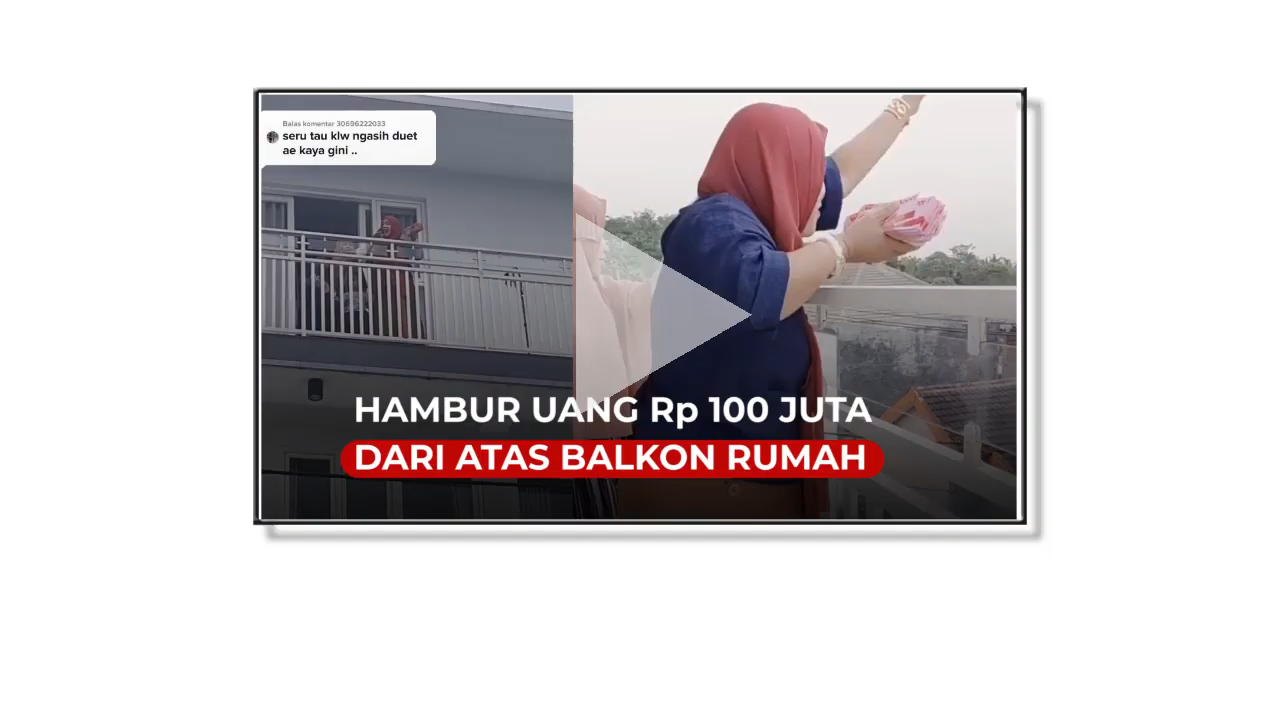 Balas komentar 30696222033
seru tau klw ngasih duet
ae kaya gini ..
HAMBUR UANG Rp 100 JUTA
DARI ATAS BALKON RUMAH